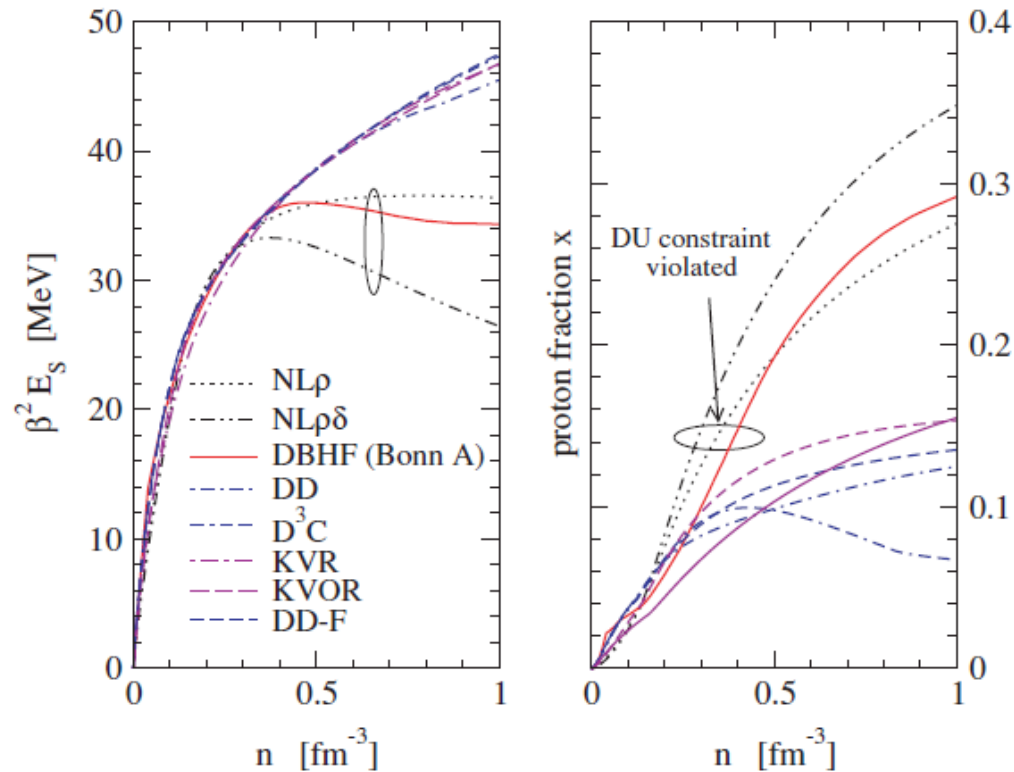 50
40
30
20
10
0
β² E_S [MeV]
NLρ
NLρδ
DBHF (Bonn A)
DD
D³C
KVR
KVOR
DD-F
0
0.5
1
n [fm⁻³]
proton fraction x
DU constraint
violated
0.4
0.3
0.2
0.1
0
0
0.5
1
n [fm⁻³]